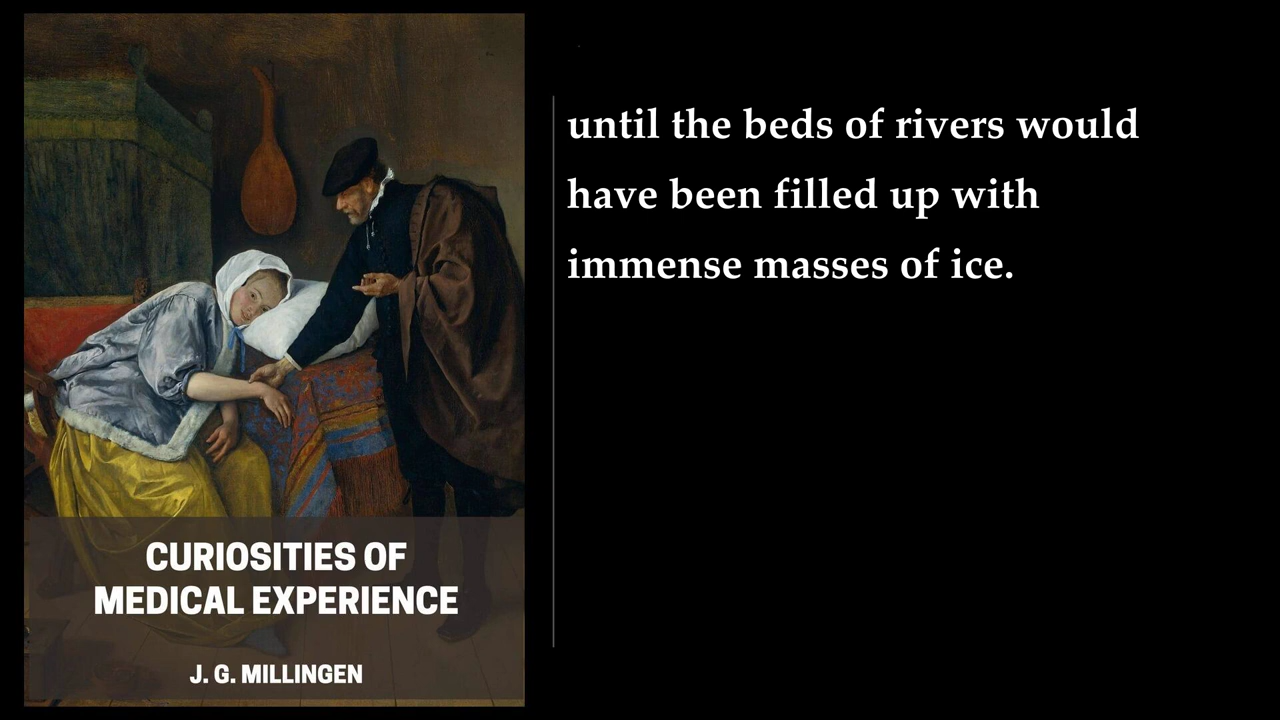 until the beds of rivers would
have been filled up with
immense masses of ice.
CURIOSITIES OF
MEDICAL EXPERIENCE
J. G. MILLINGEN